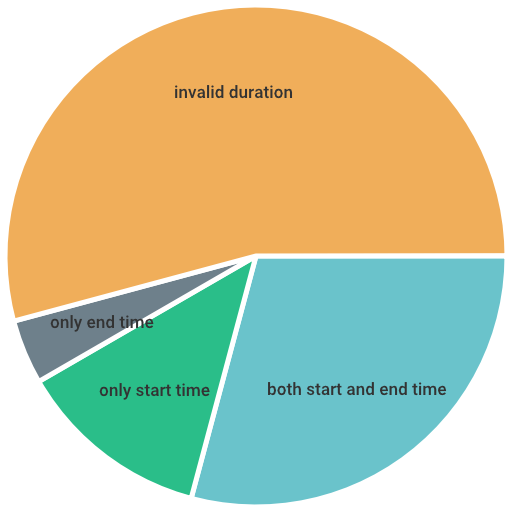 invalid duration
only end time
only start time
both start and end time